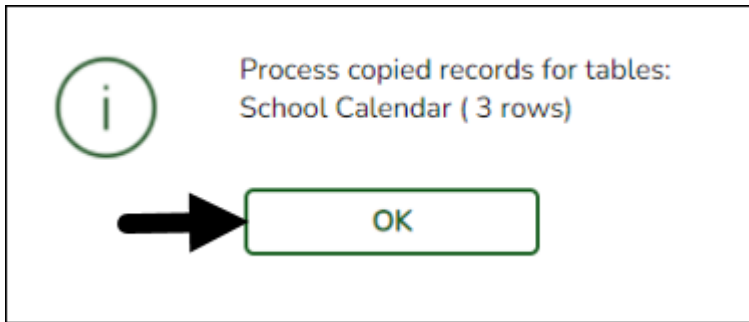 Process copied records for tables:
School Calendar ( 3 rows)
OK